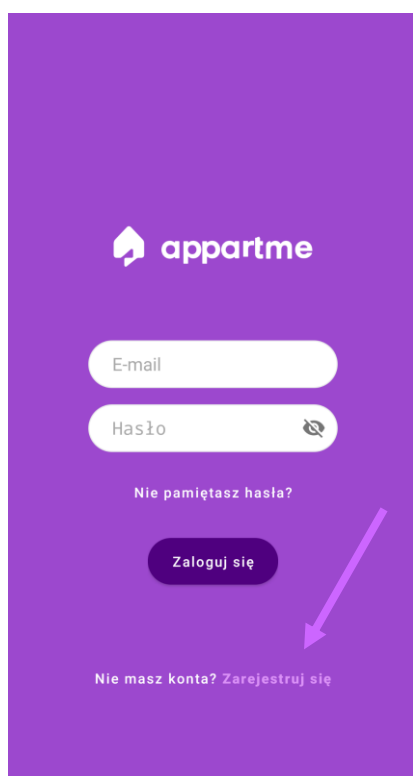 appartme
E-mail
Hasło
Nie pamiętasz hasła?
Zaloguj się
Nie masz konta? Zarejestruj się